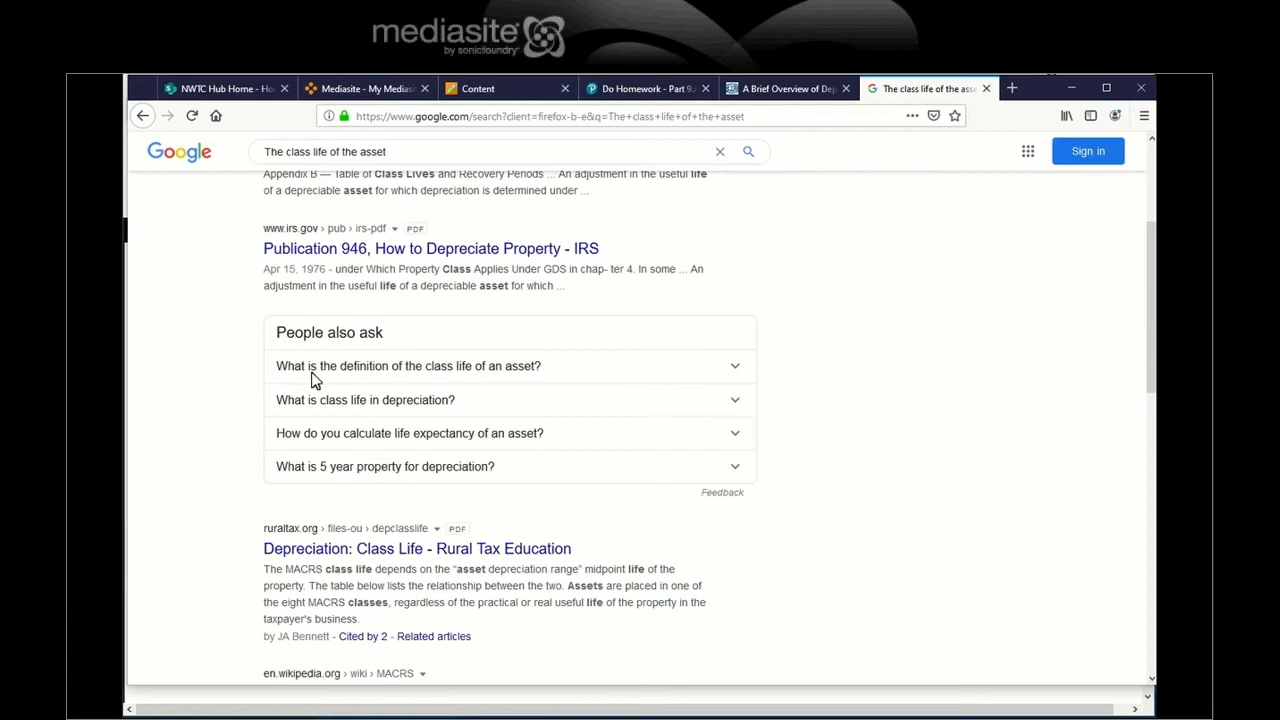 mediasite
by sonicfoundry
NWTC Hub Home - Ho
Mediasite - My Medias
Content
Do Homework - Part 9.
A Brief Overview of Dep
The class life of the asse
https://www.google.com/search?client=firefox-b-e&q=The+class+life+of+the+asset
Google
The class life of the asset
Sign in
Appendix B — Table of Class Lives and Recovery Periods ... An adjustment in the useful life
of a depreciable asset for which depreciation is determined under ...
www.irs.gov › pub › irs-pdf PDF
Publication 946, How to Depreciate Property - IRS
Apr 15, 1976 - under Which Property Class Applies Under GDS in chap- ter 4. In some ... An
adjustment in the useful life of a depreciable asset for which ...
People also ask
What is the definition of the class life of an asset?
What is class life in depreciation?
How do you calculate life expectancy of an asset?
What is 5 year property for depreciation?
Feedback
ruraltax.org › files-ou › depclasslife PDF
Depreciation: Class Life - Rural Tax Education
The MACRS class life depends on the “asset depreciation range” midpoint life of the
property. The table below lists the relationship between the two. Assets are placed in one of
the eight MACRS classes, regardless of the practical or real useful life of the property in the
taxpayer's business.
by JA Bennett - Cited by 2 - Related articles
en.wikipedia.org › wiki › MACRS